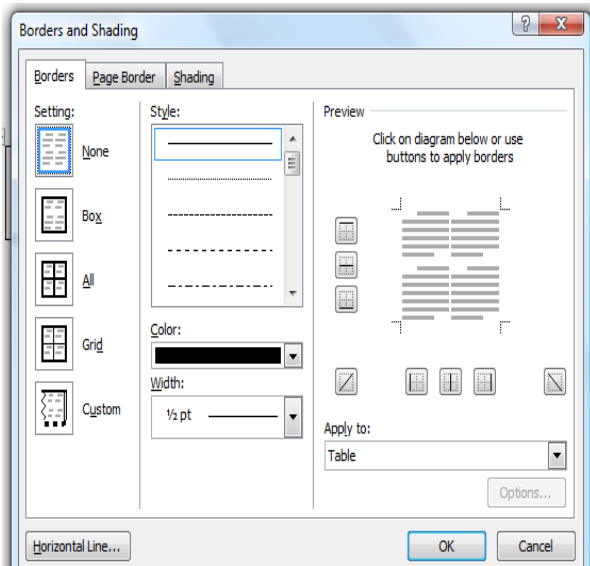 Borders and Shading
?
x
Borders Page Border Shading
Setting:
None
Box
All
Grid
Custom
Style:
Color:
Width:
½ pt
Preview
Click on diagram below or use
buttons to apply borders
Apply to:
Table
Options...
Horizontal Line...
OK
Cancel